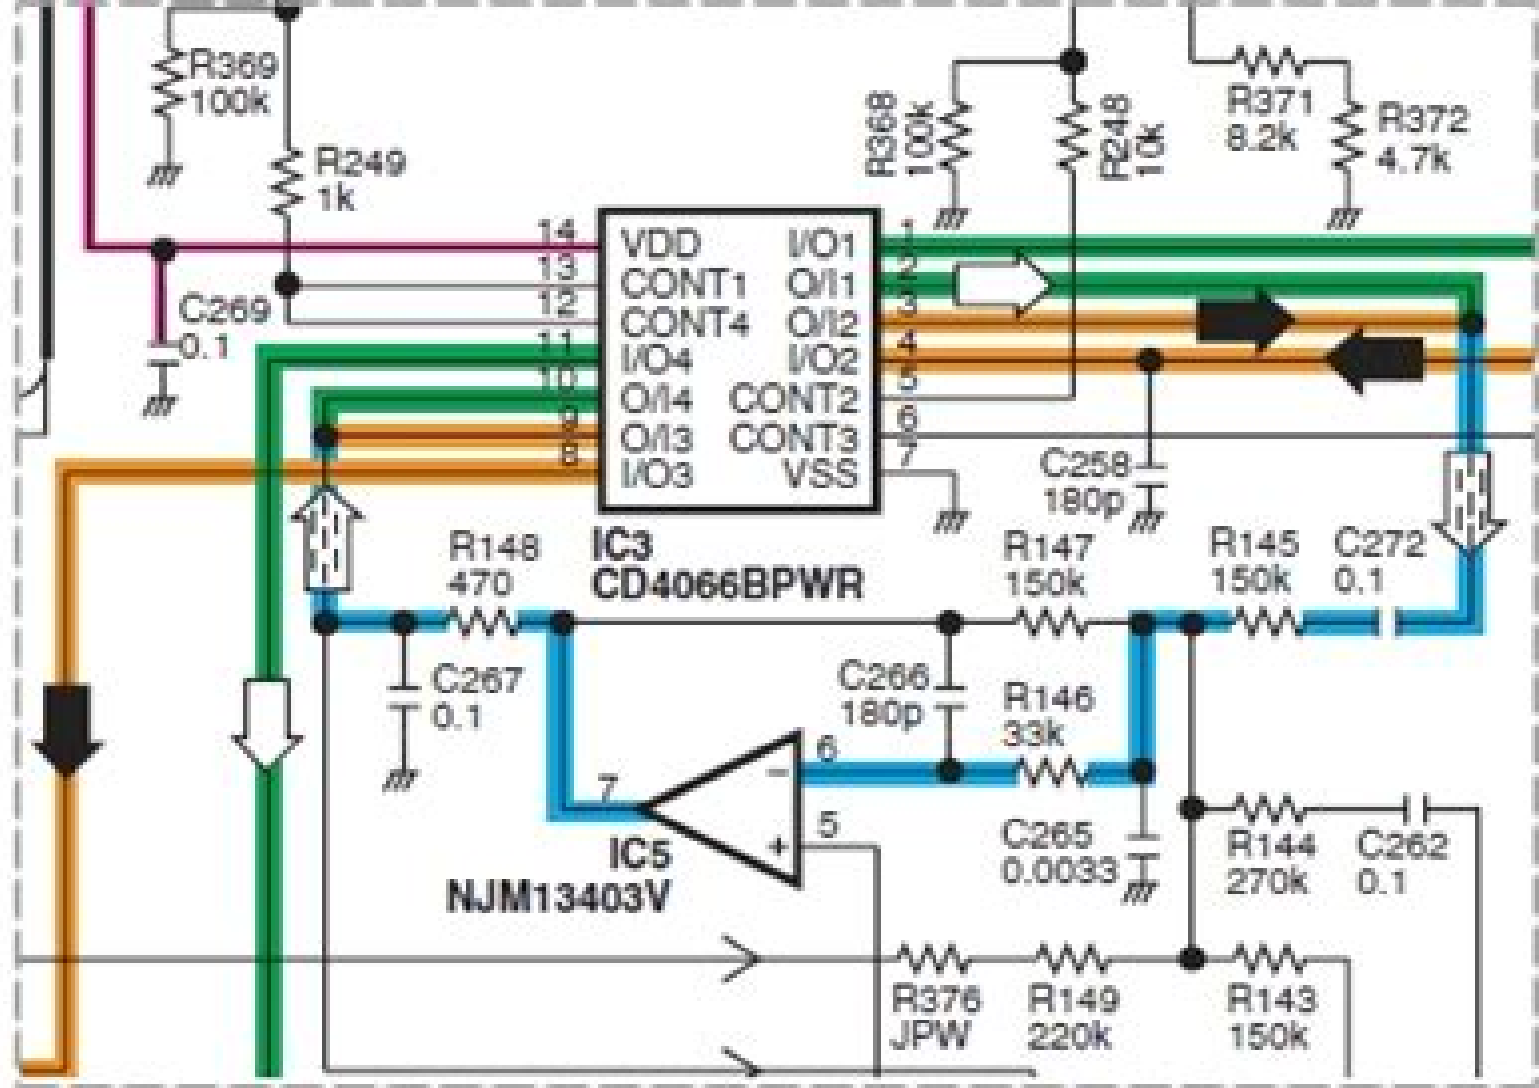 R369
100k
R249
1k
C269
0.1
R368
100k
R248
10k
R371
8.2k
R372
4.7k
14
13
12
11
10
9
8
VDD
CONT1
CONT4
I/O4
O/I4
O/I3
I/O3
I/O1
O/I1
O/I2
I/O2
CONT2
CONT3
VSS
1
2
3
4
5
6
7
IC3
CD4066BPWR
C258
180p
R148
470
R147
150k
R145
150k
C272
0.1
C267
0.1
C266
180p
R146
33k
6
−
7
5
+
IC5
NJM13403V
C265
0.0033
R144
270k
C262
0.1
R376
JPW
R149
220k
R143
150k